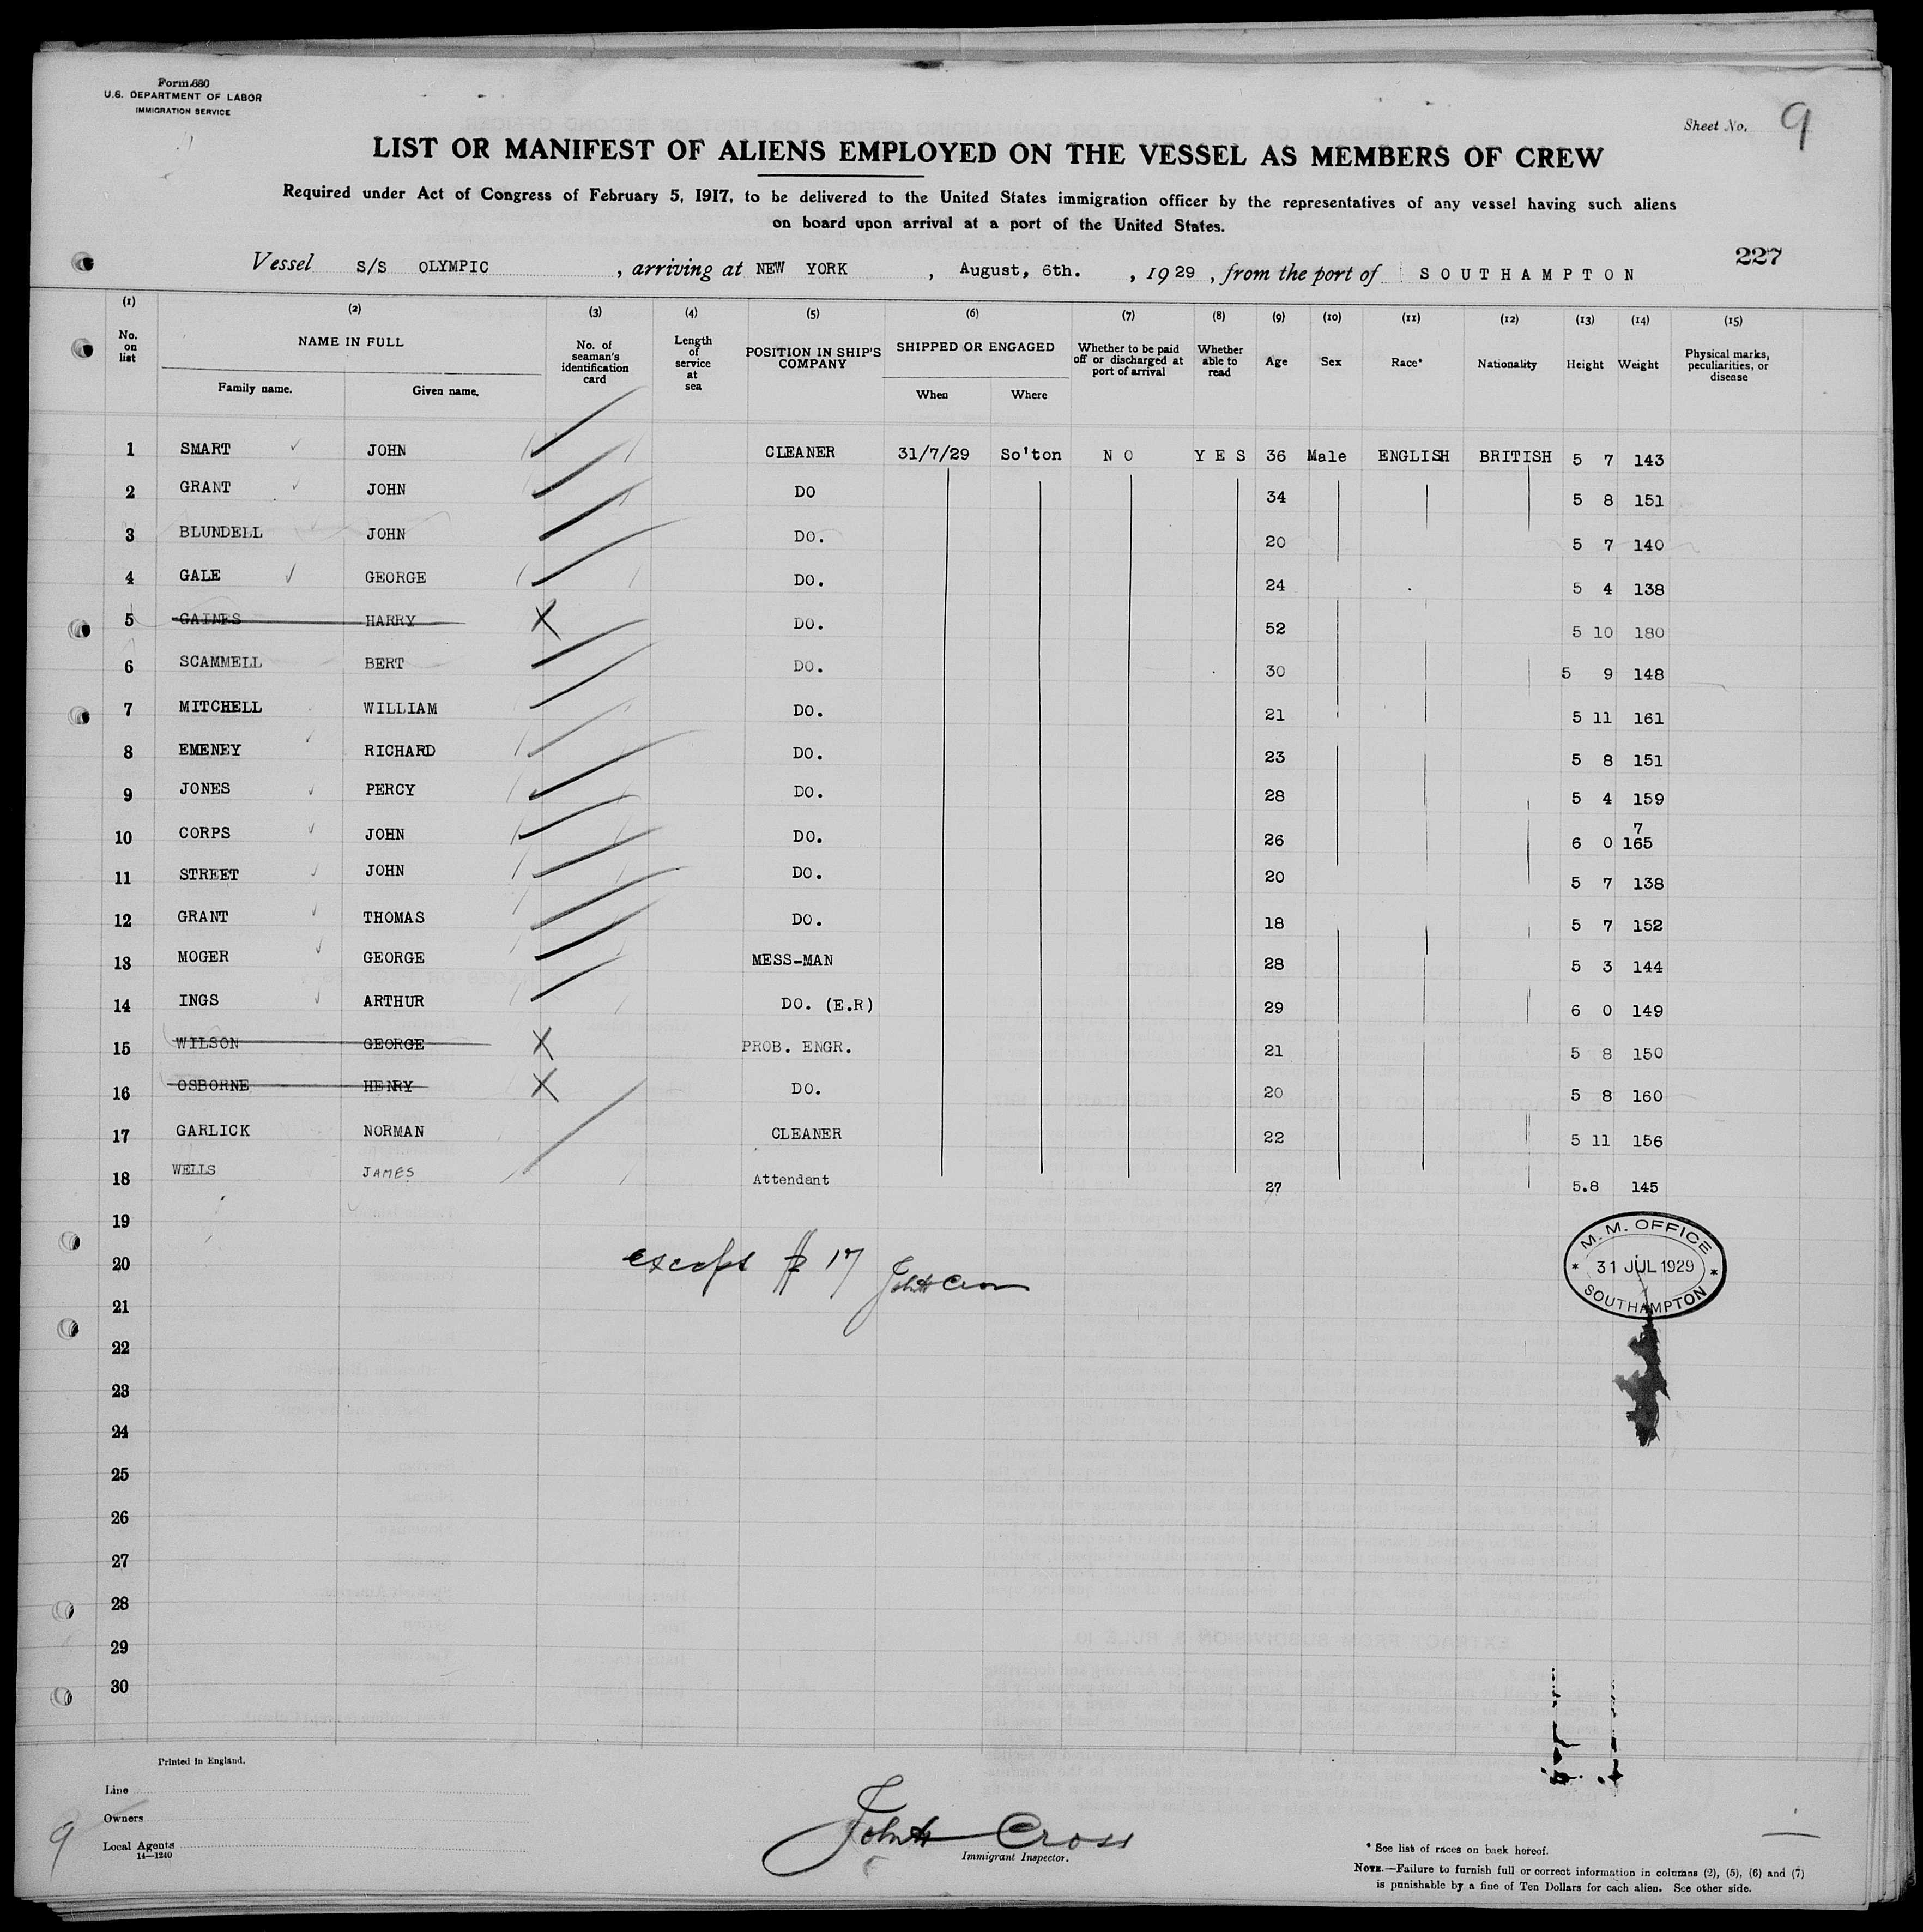 Form 680
U.S. DEPARTMENT OF LABOR
IMMIGRATION SERVICE
Sheet No. 9
LIST OR MANIFEST OF ALIENS EMPLOYED ON THE VESSEL AS MEMBERS OF CREW
Required under Act of Congress of February 5, 1917, to be delivered to the United States immigration officer by the representatives of any vessel having such aliens
on board upon arrival at a port of the United States.
227
Vessel S/S OLYMPIC , arriving at NEW YORK , August, 6th. , 1929 , from the port of SOUTHAMPTON
(1) (2) (3) (4) (5) (6) (7) (8) (9) (10) (11) (12) (13) (14) (15)
No. on list NAME IN FULL No. of seaman's identification card Length of service at sea POSITION IN SHIP'S COMPANY SHIPPED OR ENGAGED Whether to be paid off or discharged at port of arrival Whether able to read Age Sex Race* Nationality Height Weight Physical marks, peculiarities, or disease
Family name. Given name. When Where
1 SMART JOHN CLEANER 31/7/29 So'ton NO YES 36 Male ENGLISH BRITISH 5 7 143
2 GRANT JOHN DO 34 5 8 151
3 BLUNDELL JOHN DO. 20 5 7 140
4 GALE GEORGE DO. 24 5 4 138
5 GAINES HARRY X DO. 52 5 10 180
6 SCAMMELL BERT DO. 30 5 9 148
7 MITCHELL WILLIAM DO. 21 5 11 161
8 EMENEY RICHARD DO. 23 5 8 151
9 JONES PERCY DO. 28 5 4 159
10 CORPS JOHN DO. 26 6 0 165 7
11 STREET JOHN DO. 20 5 7 138
12 GRANT THOMAS DO. 18 5 7 152
13 MOGER GEORGE MESS-MAN 28 5 3 144
14 INGS ARTHUR DO. (E.R) 29 6 0 149
15 WILSON GEORGE X PROB. ENGR. 21 5 8 150
16 OSBORNE HENRY X DO. 20 5 8 160
17 GARLICK NORMAN CLEANER 22 5 11 156
18 WELLS JAMES Attendant 27 5.8 145
19
20 except # 17 John H Cross
21
22
23
24
25
26
27
28
29
30
M. M. OFFICE
* 31 JUL 1929 *
SOUTHAMPTON
Printed in England.
Line
Owners
Local Agents
14—1240
9
John H Cross
Immigrant Inspector.
* See list of races on back hereof.
NOTE.—Failure to furnish full or correct information in columns (2), (5), (6) and (7)
is punishable by a fine of Ten Dollars for each alien. See other side.